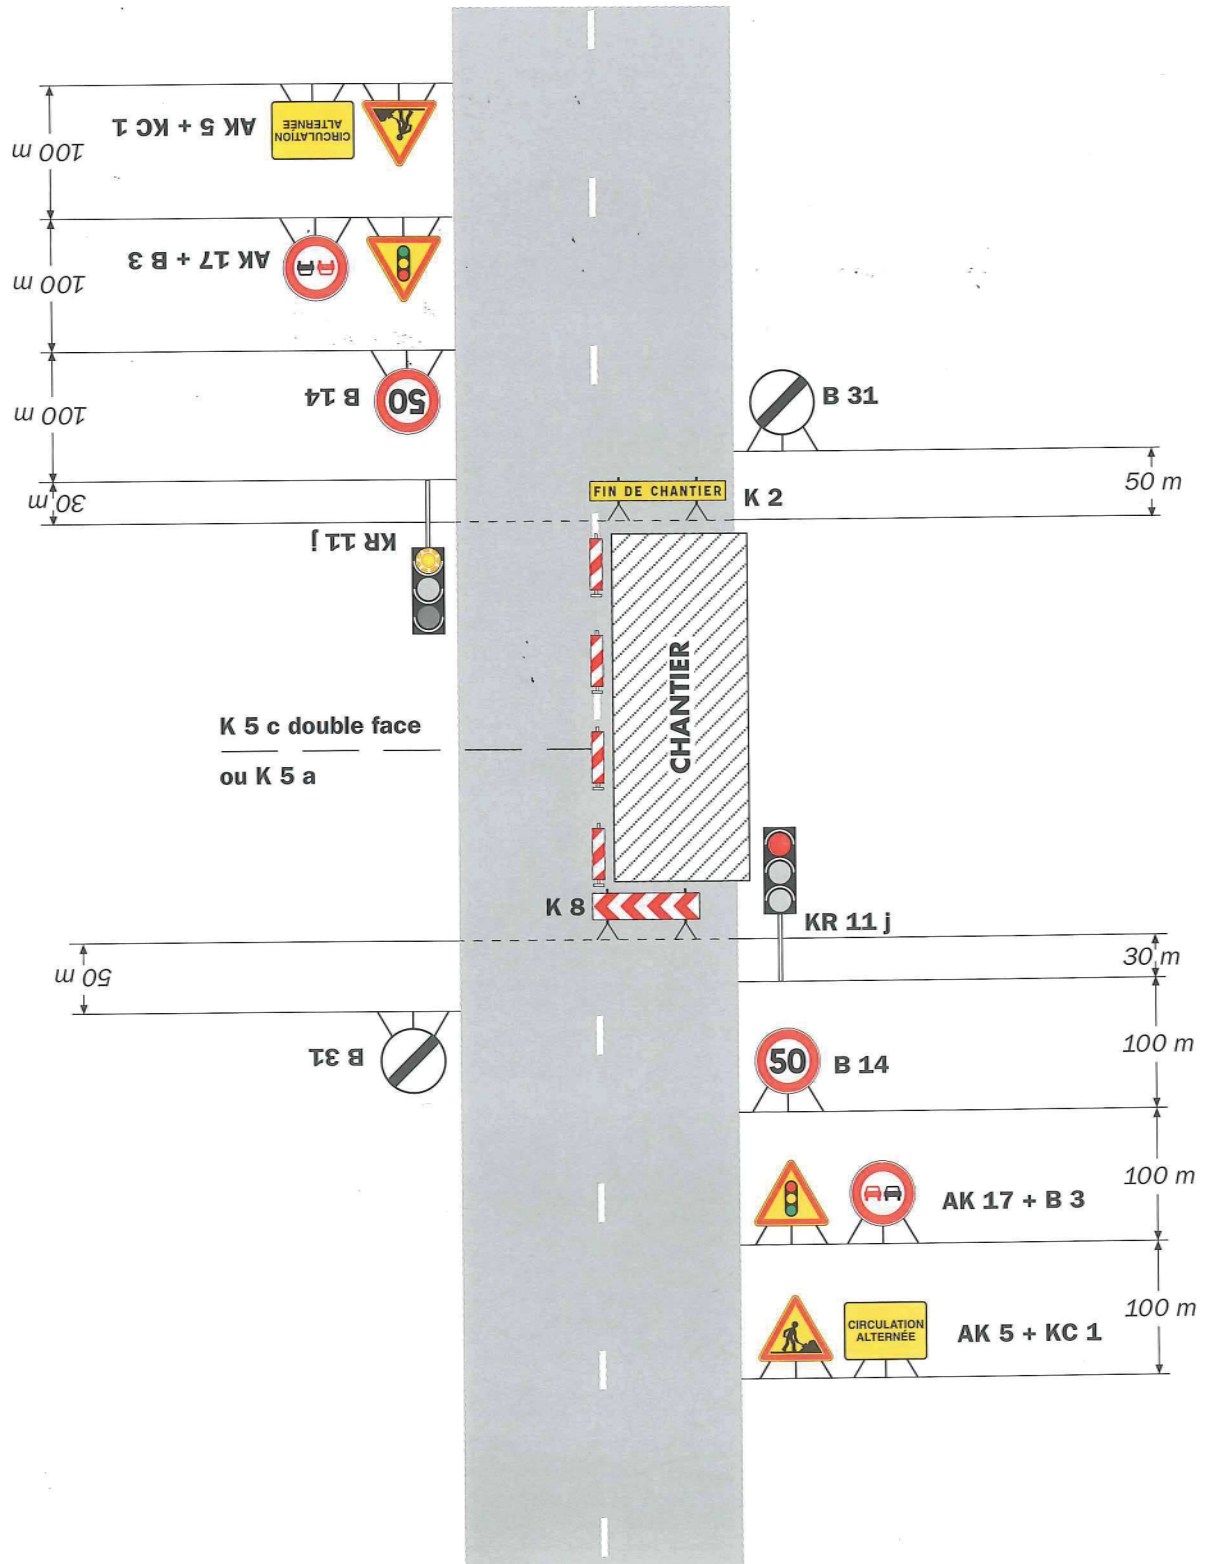 AK 5 + KC 1
CIRCULATION
ALTERNÉE
100 m
AK 17 + B 3
100 m
B 14
50
100 m
B 31
30 m
50 m
FIN DE CHANTIER
K 2
KR 11 j
CHANTIER
K 5 c double face
ou K 5 a
K 8
KR 11 j
30 m
50 m
B 31
50
B 14
100 m
AK 17 + B 3
100 m
CIRCULATION
ALTERNÉE
AK 5 + KC 1
100 m